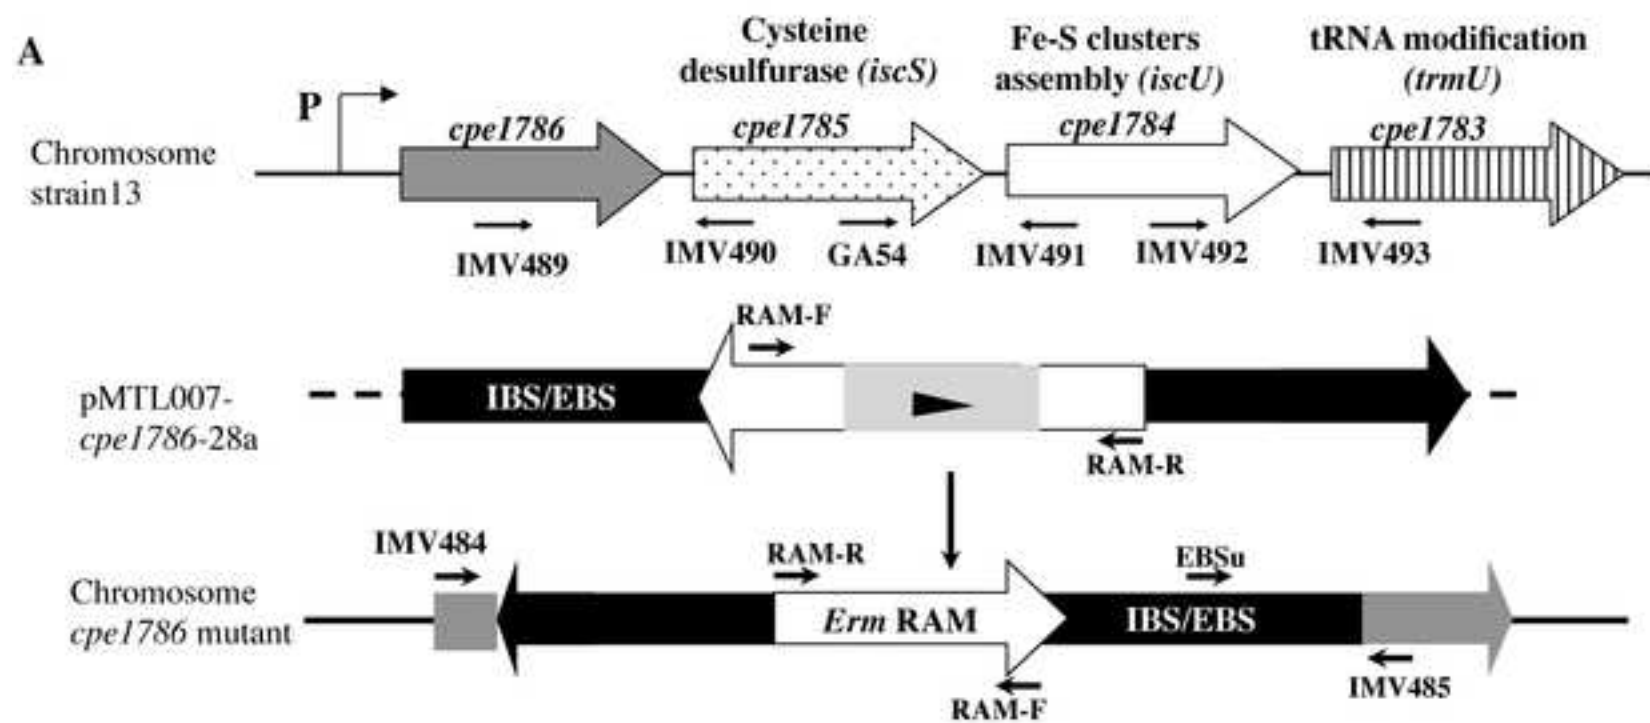 A
Cysteine
desulfurase (iscS)
Fe-S clusters
assembly (iscU)
tRNA modification
(trmU)
P
cpe1786
cpe1785
cpe1784
cpe1783
Chromosome
strain13
IMV489
IMV490
GA54
IMV491
IMV492
IMV493
RAM-F
pMTL007-
cpe1786-28a
IBS/EBS
RAM-R
IMV484
RAM-R
EBSu
Chromosome
cpe1786 mutant
Erm RAM
IBS/EBS
RAM-F
IMV485